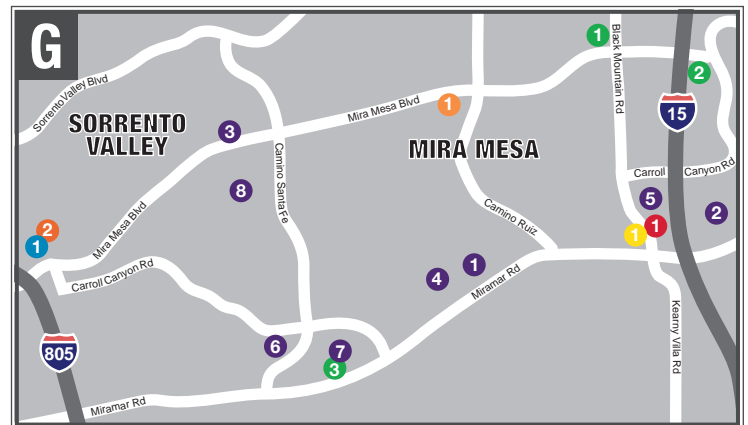 G
1
Black Mountain Rd
2
Sorrento Valley Blvd
15
SORRENTO
VALLEY
3
Mira Mesa Blvd
1
MIRA MESA
Camino Santa Fe
Carroll Canyon Rd
8
5
2
Mira Mesa Blvd
Camino Ruiz
2
1
1
1
Carroll Canyon Rd
4
1
Miramar Rd
Kearny Villa Rd
805
6
7
3
Miramar Rd